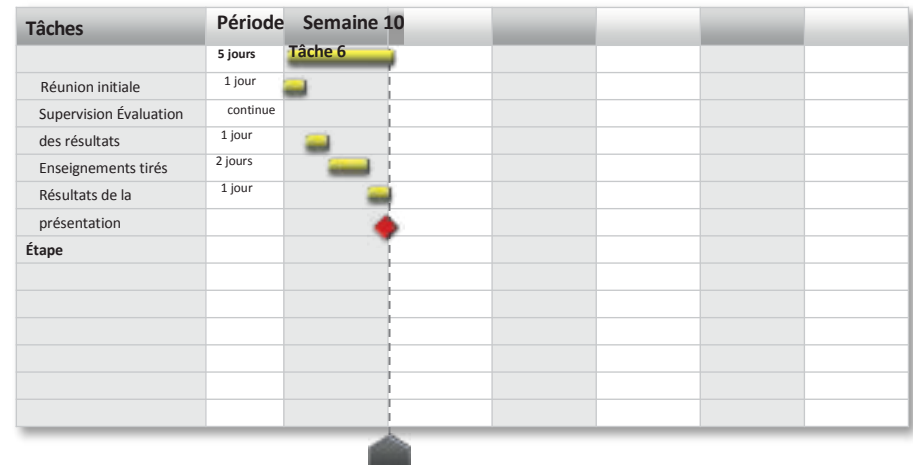 Tâches Période Semaine 10
5 jours Tâche 6
Réunion initiale 1 jour
Supervision Évaluation continue
des résultats 1 jour
Enseignements tirés 2 jours
Résultats de la 1 jour
présentation
Étape